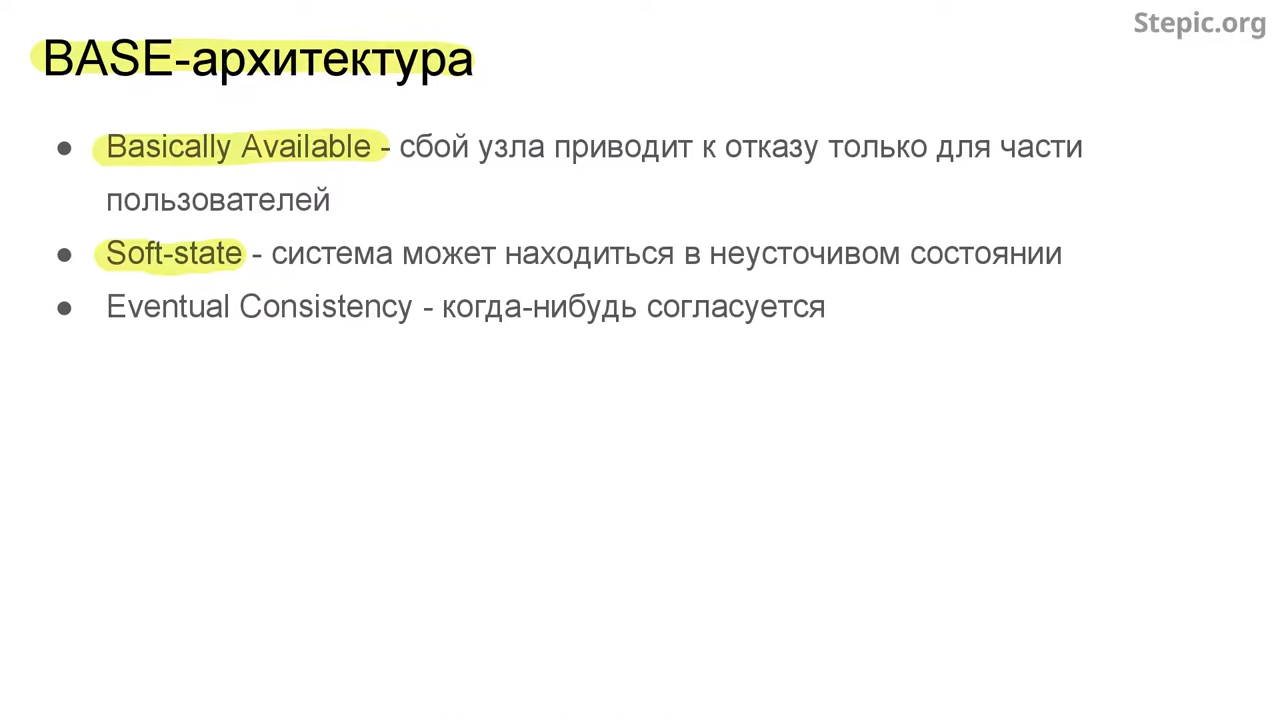 Stepic.org
BASE-архитектура
● Basically Available - сбой узла приводит к отказу только для части
пользователей
● Soft-state - система может находиться в неусточивом состоянии
● Eventual Consistency - когда-нибудь согласуется